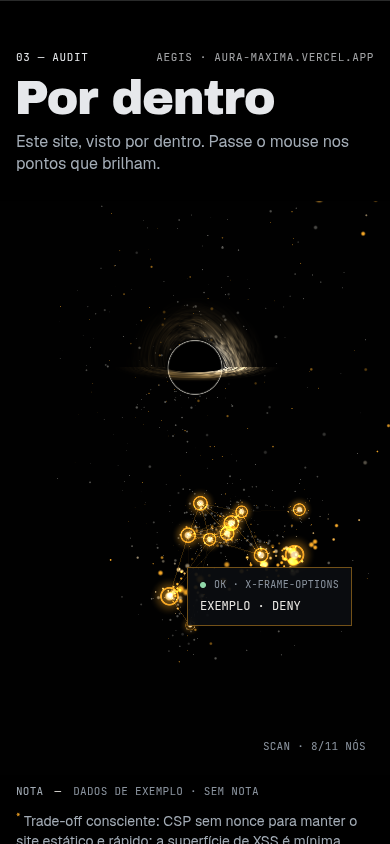 03 — AUDIT
AEGIS · AURA-MAXIMA.VERCEL.APP
Por dentro
Este site, visto por dentro. Passe o mouse nos
pontos que brilham.
OK · X-FRAME-OPTIONS
EXEMPLO · DENY
SCAN · 8/11 NÓS
NOTA — DADOS DE EXEMPLO · SEM NOTA
* Trade-off consciente: CSP sem nonce para manter o
site estático e rápido; a superfície de XSS é mínima